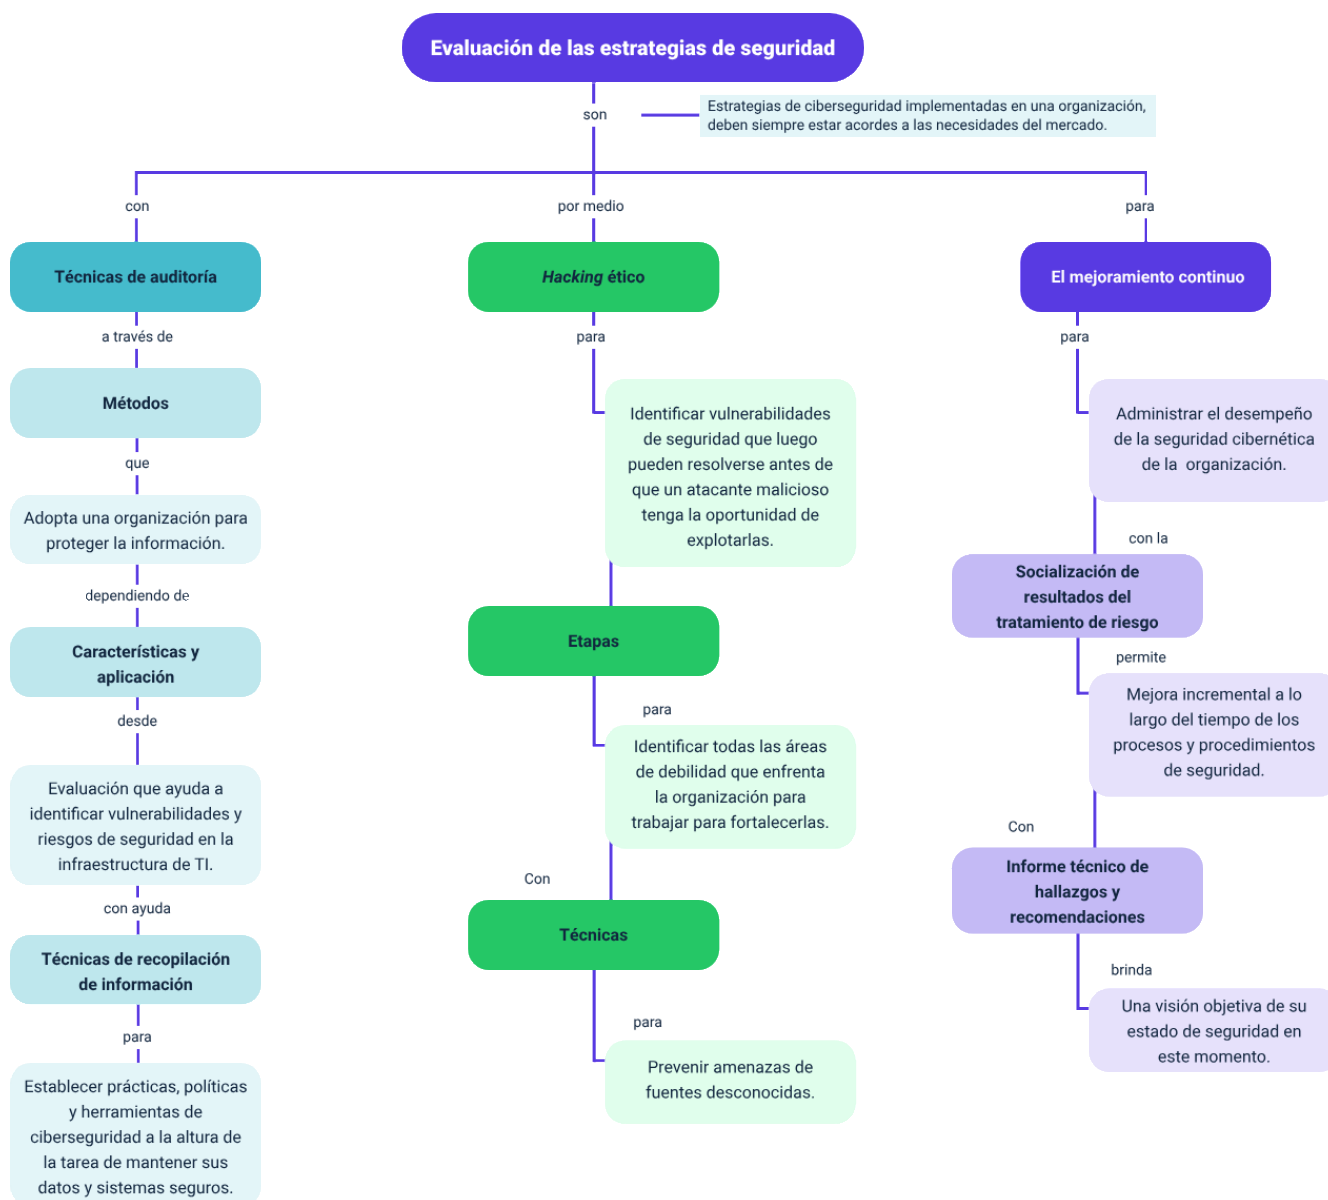 Evaluación de las estrategias de seguridad
son
Estrategias de ciberseguridad implementadas en una organización,
deben siempre estar acordes a las necesidades del mercado.
con
Técnicas de auditoría
a través de
Métodos
que
Adopta una organización para
proteger la información.
dependiendo de
Características y
aplicación
desde
Evaluación que ayuda a
identificar vulnerabilidades y
riesgos de seguridad en la
infraestructura de TI.
con ayuda
Técnicas de recopilación
de información
para
Establecer prácticas, políticas
y herramientas de
ciberseguridad a la altura de
la tarea de mantener sus
datos y sistemas seguros.
por medio
Hacking ético
para
Identificar vulnerabilidades
de seguridad que luego
pueden resolverse antes de
que un atacante malicioso
tenga la oportunidad de
explotarlas.
Etapas
para
Identificar todas las áreas
de debilidad que enfrenta
la organización para
trabajar para fortalecerlas.
Con
Técnicas
para
Prevenir amenazas de
fuentes desconocidas.
para
El mejoramiento continuo
para
Administrar el desempeño
de la seguridad cibernética
de la organización.
con la
Socialización de
resultados del
tratamiento de riesgo
permite
Mejora incremental a lo
largo del tiempo de los
procesos y procedimientos
de seguridad.
Con
Informe técnico de
hallazgos y
recomendaciones
brinda
Una visión objetiva de su
estado de seguridad en
este momento.